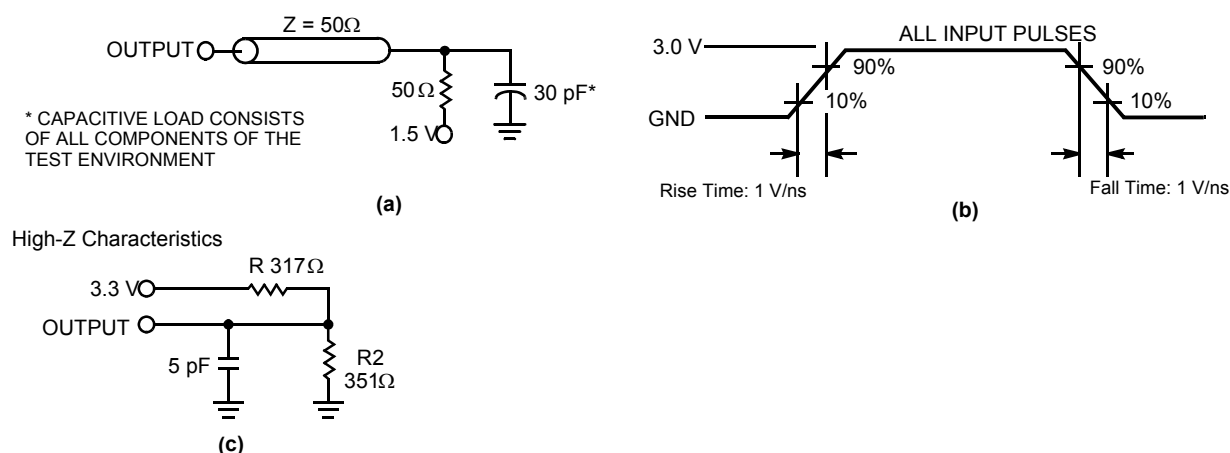 Z = 50Ω
OUTPUT
50Ω
30 pF*
1.5 V
* CAPACITIVE LOAD CONSISTS
OF ALL COMPONENTS OF THE
TEST ENVIRONMENT
(a)
ALL INPUT PULSES
3.0 V
90%
10%
GND
90%
10%
Rise Time: 1 V/ns
Fall Time: 1 V/ns
(b)
High-Z Characteristics
R 317Ω
3.3 V
OUTPUT
5 pF
R2
351Ω
(c)